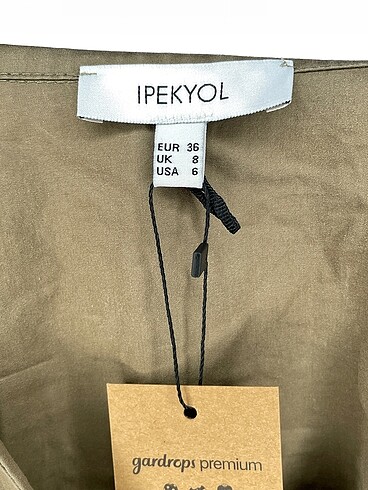 IPEKYOL
EUR 36
UK 8
USA 6
gardrops premium